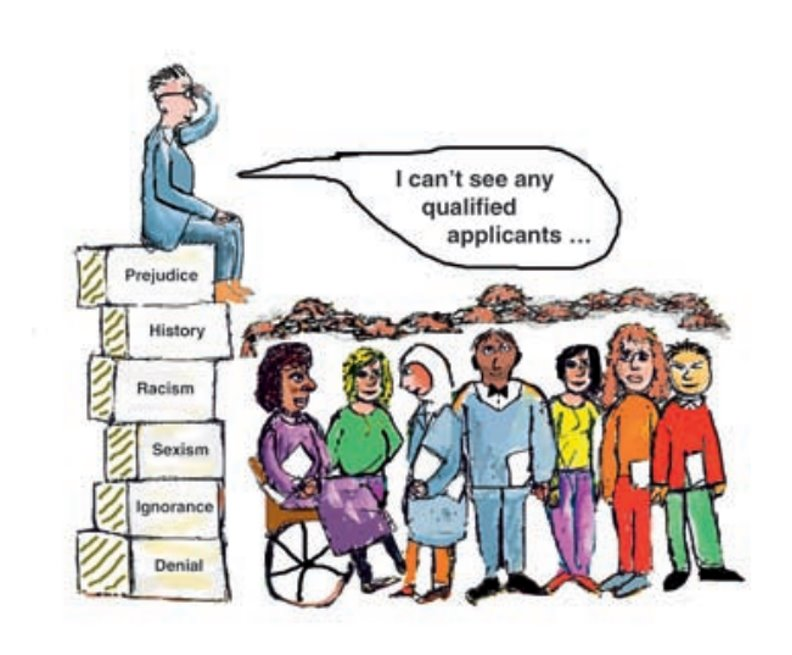 I can't see any
qualified
applicants ...
Prejudice
History
Racism
Sexism
Ignorance
Denial